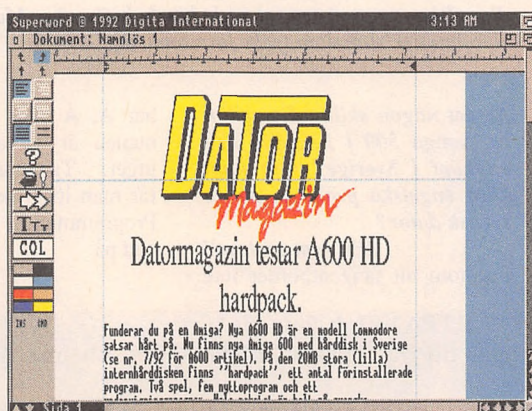 Superword © 1992 Digita International 3:13 AM
Dokument: Namnlös 1
DATOR
Magazin
Datormagazin testar A600 HD
hardpack.
Funderar du på en Amiga? Nya A600 HD är en modell Commodore
satsar hårt på. Nu finns nya Amiga 600 med hårddisk i Sverige
(se nr. 7/92 för A600 artikel). På den 20MB stora (lilla)
internhårddisken finns "hardpack", ett antal förinstallerade
program. Två spel, fem nyttoprogram och ett
COL
INS CMD
Sida 1